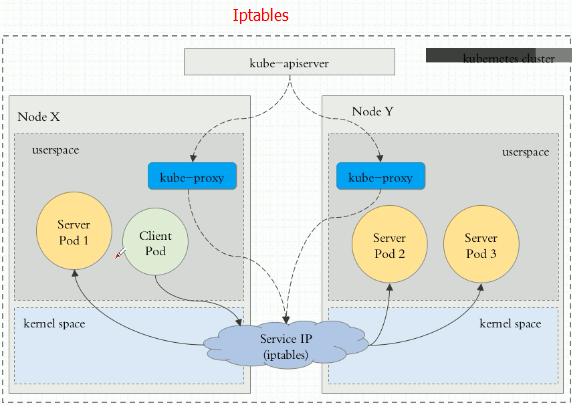 Iptables
kube-apiserver
kubernetes cluster
Node X
Node Y
userspace
userspace
kube-proxy
kube-proxy
Server
Pod 1
Client
Pod
Server
Pod 2
Server
Pod 3
kernel space
Service IP
(iptables)
kernel space